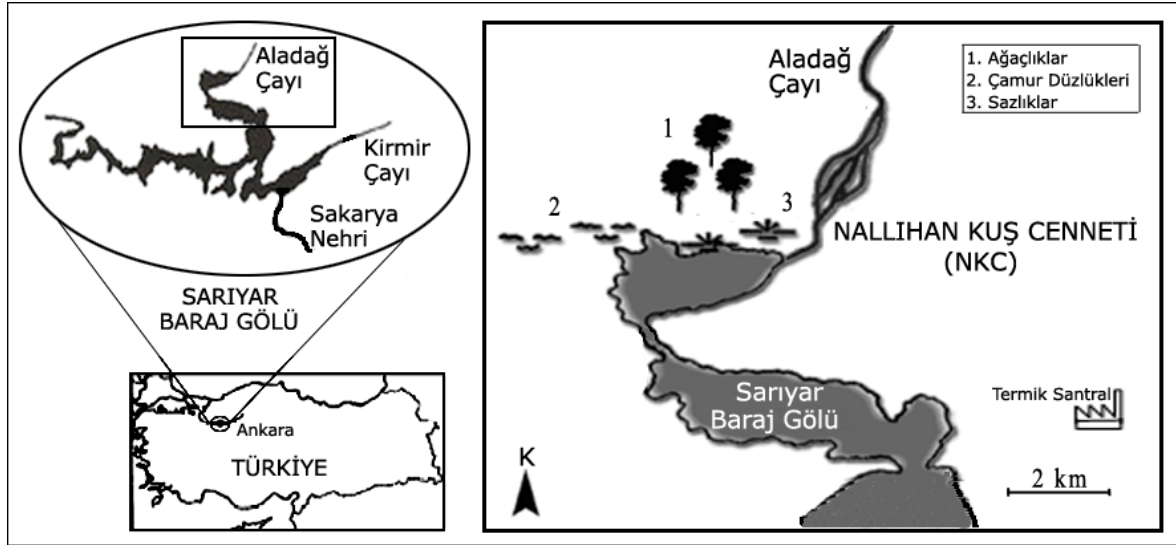 Aladağ
Çayı
Kirmir
Çayı
Sakarya
Nehri
SARIYAR
BARAJ GÖLÜ
Ankara
TÜRKİYE
Aladağ
Çayı
1. Ağaçlıklar
2. Çamur Düzlükleri
3. Sazlıklar
1
2
3
NALLIHAN KUŞ CENNETİ
(NKC)
Sarıyar
Baraj Gölü
Termik Santral
K
2 km